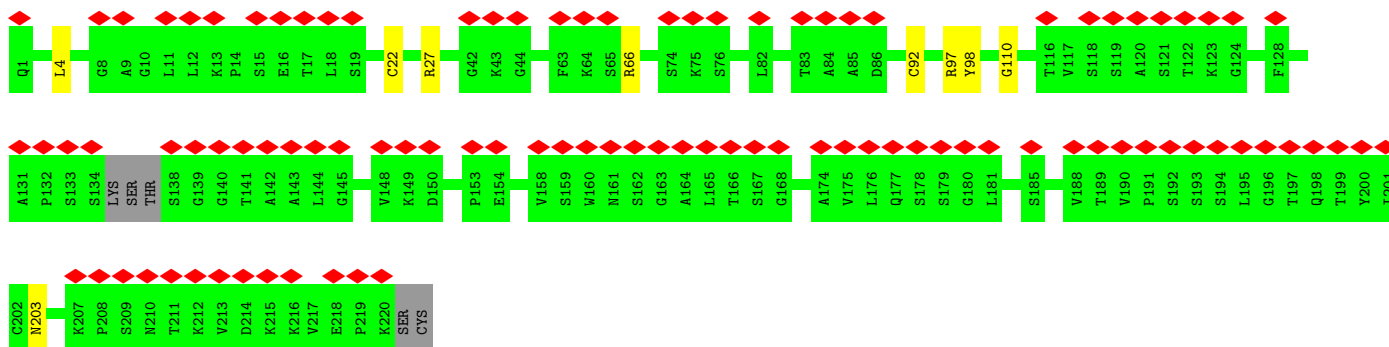 Q1 L4 G8 A9 G10 L11 L12 K13 P14 S15 E16 T17 L18 S19 C22 R27 G42 K43 G44 F63 K64 S65 R66 S74 K75 S76 L82 T83 A84 A85 D86 C92 R97 Y98 G110 T116 V117 S118 S119 A120 S121 T122 K123 G124 F128
A131 P132 S133 S134 LYS SER THR S138 G139 G140 T141 A142 A143 L144 G145 V148 K149 D150 P153 E154 V158 S159 W160 N161 S162 G163 A164 L165 T166 S167 G168 A174 V175 L176 Q177 S178 S179 G180 L181 S185 V188 T189 V190 P191 S192 S193 S194 L195 G196 T197 Q198 T199 Y200 I201
C202 N203 K207 P208 S209 N210 T211 K212 V213 D214 K215 K216 V217 E218 P219 K220 SER CYS